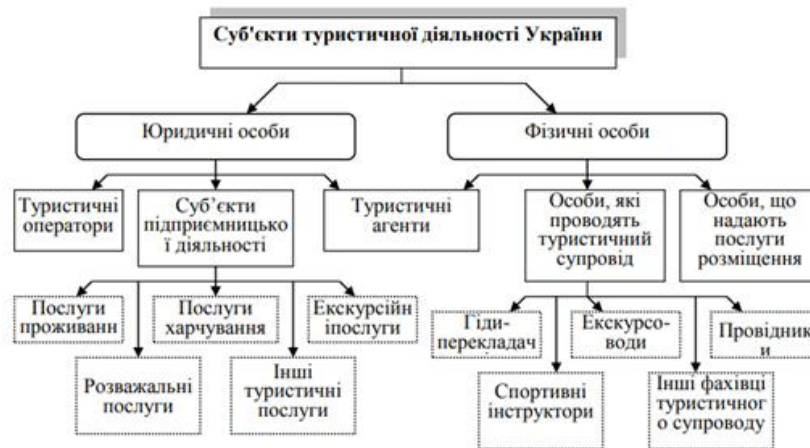 Суб'єкти туристичної діяльності України
Юридичні особи
Фізичні особи
Туристичні
оператори
Суб’єкти
підприємницько
ї діяльності
Туристичні
агенти
Особи, які
проводять
туристичний
супровід
Особи, що
надають
послуги
розміщення
Послуги
проживанн
Послуги
харчування
Екскурсійн
іпослуги
Розважальні
послуги
Інші
туристичні
послуги
Гіди-
перекладач
Екскурсо-
води
Провідник
и
Спортивні
інструктори
Інші фахівці
туристичног
о супроводу